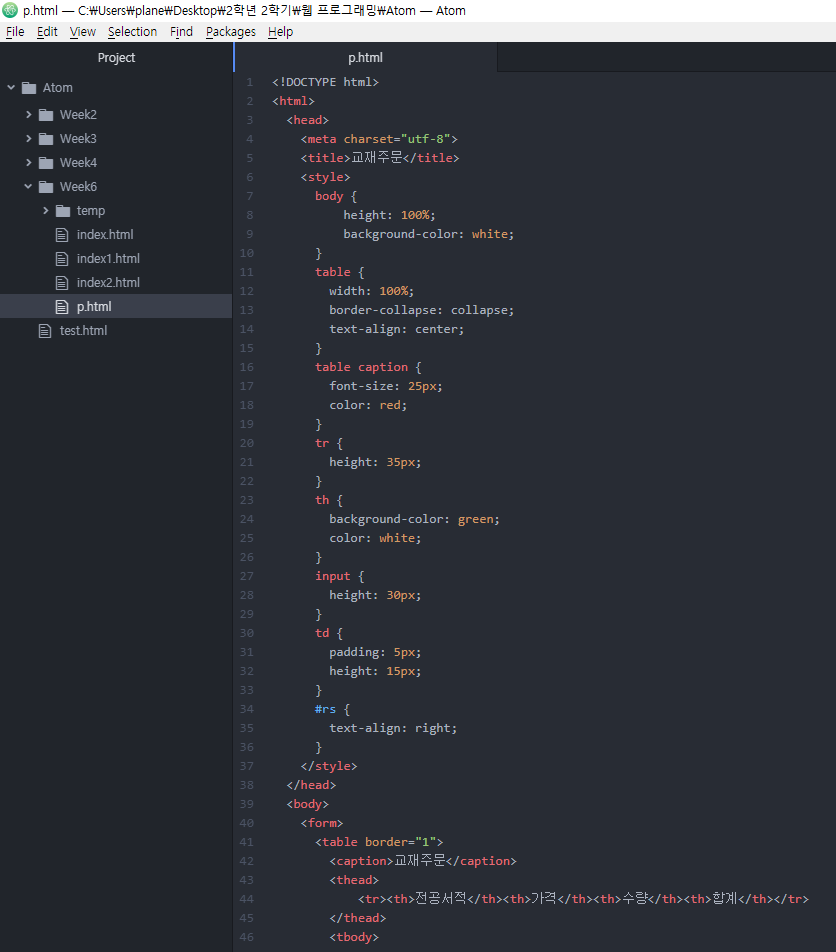 p.html — C:₩Users₩plane₩Desktop₩2학년 2학기₩웹 프로그래밍₩Atom — Atom
File Edit View Selection Find Packages Help
Project
Atom
Week2
Week3
Week4
Week6
temp
index.html
index1.html
index2.html
p.html
test.html
p.html
1 <!DOCTYPE html>
2 <html>
3 <head>
4 <meta charset="utf-8">
5 <title>교재주문</title>
6 <style>
7 body {
8 height: 100%;
9 background-color: white;
10 }
11 table {
12 width: 100%;
13 border-collapse: collapse;
14 text-align: center;
15 }
16 table caption {
17 font-size: 25px;
18 color: red;
19 }
20 tr {
21 height: 35px;
22 }
23 th {
24 background-color: green;
25 color: white;
26 }
27 input {
28 height: 30px;
29 }
30 td {
31 padding: 5px;
32 height: 15px;
33 }
34 #rs {
35 text-align: right;
36 }
37 </style>
38 </head>
39 <body>
40 <form>
41 <table border="1">
42 <caption>교재주문</caption>
43 <thead>
44 <tr><th>전공서적</th><th>가격</th><th>수량</th><th>합계</th></tr>
45 </thead>
46 <tbody>